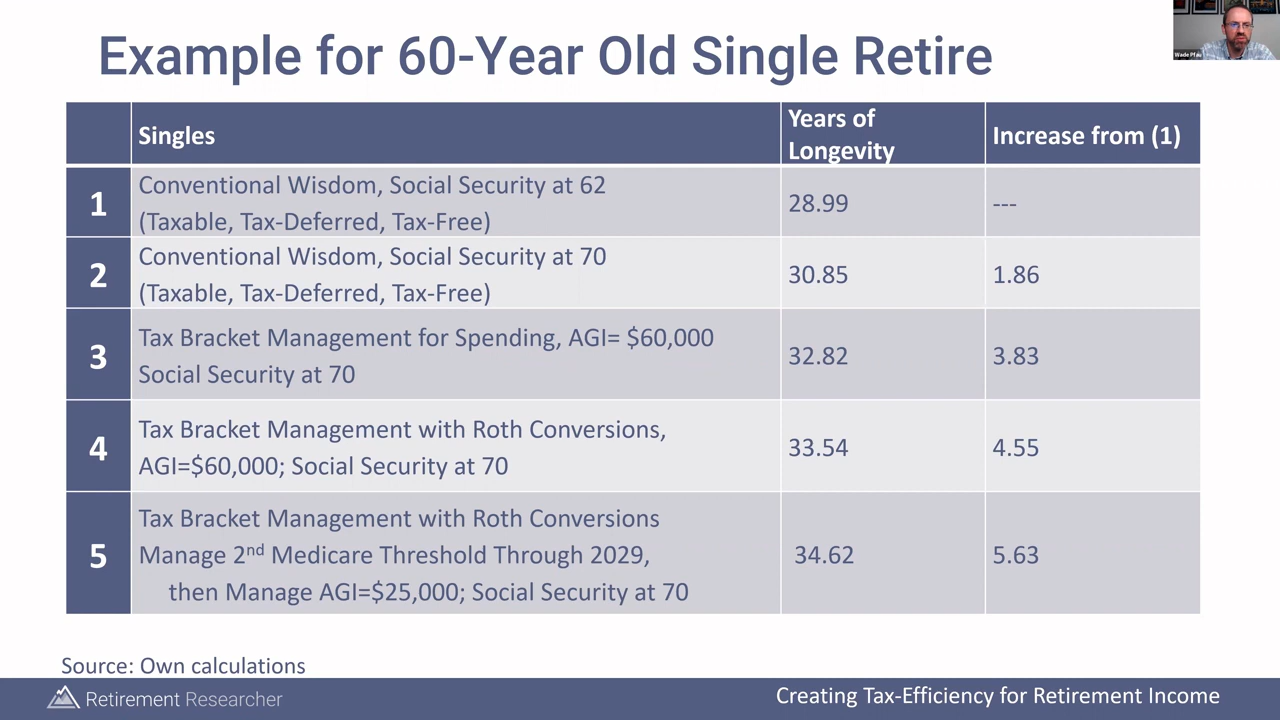 Example for 60-Year Old Single Retire
Singles
Years of
Longevity
Increase from (1)
1
Conventional Wisdom, Social Security at 62
(Taxable, Tax-Deferred, Tax-Free)
28.99
---
2
Conventional Wisdom, Social Security at 70
(Taxable, Tax-Deferred, Tax-Free)
30.85
1.86
3
Tax Bracket Management for Spending, AGI= $60,000
Social Security at 70
32.82
3.83
4
Tax Bracket Management with Roth Conversions,
AGI=$60,000; Social Security at 70
33.54
4.55
5
Tax Bracket Management with Roth Conversions
Manage 2nd Medicare Threshold Through 2029,
then Manage AGI=$25,000; Social Security at 70
34.62
5.63
Source: Own calculations
Retirement Researcher
Creating Tax-Efficiency for Retirement Income
Wade Pfau